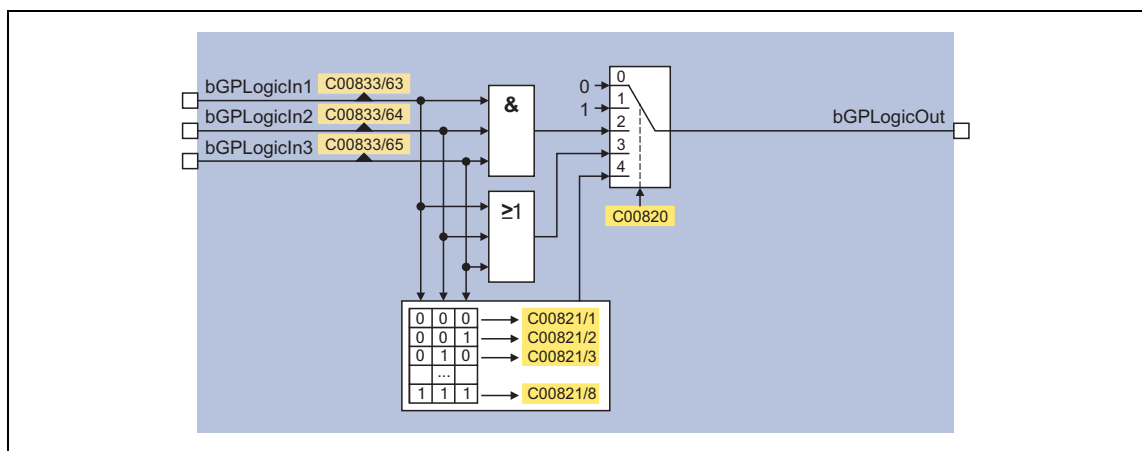 bGPLogicIn1 C00833/63
bGPLogicIn2 C00833/64
bGPLogicIn3 C00833/65
&
≥1
0 0
1 1
2
3
4
C00820
bGPLogicOut
0 0 0 C00821/1
0 0 1 C00821/2
0 1 0 C00821/3
...
1 1 1 C00821/8